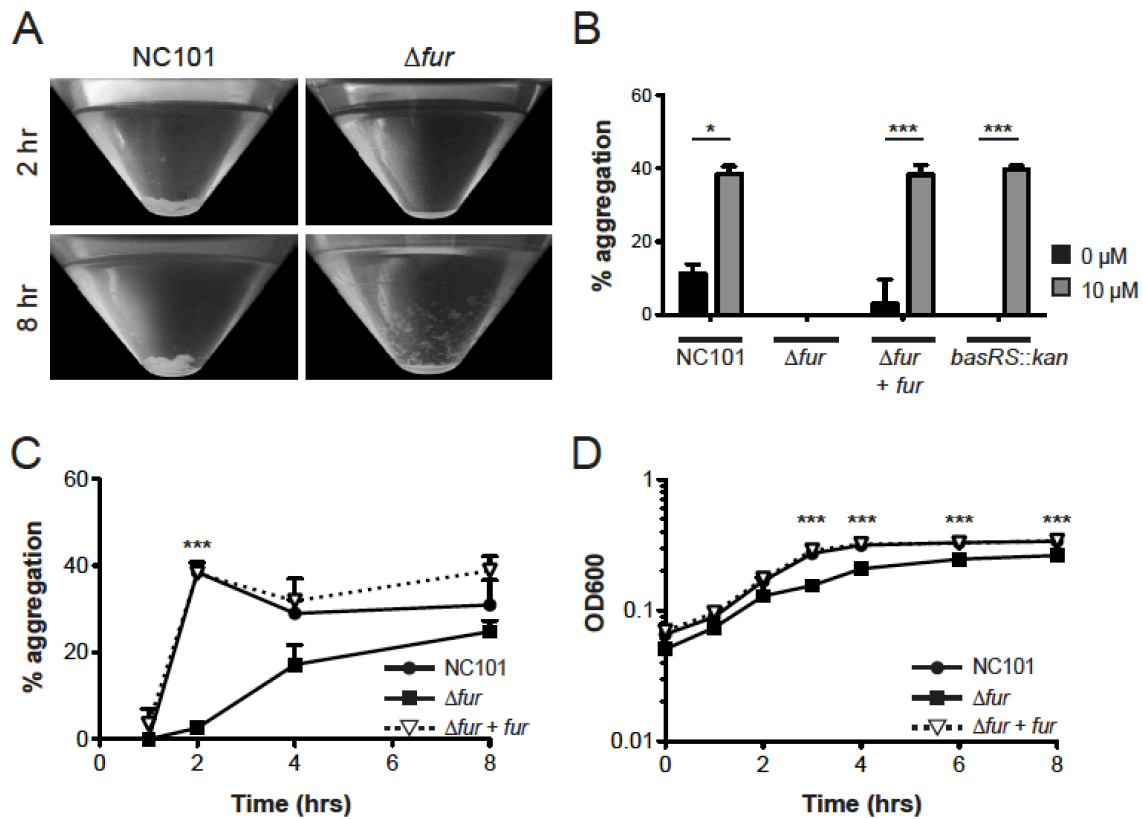 A
NC101
Δfur
2 hr
8 hr
B
% aggregation
60
40
20
0
*
***
***
0 µM
10 µM
NC101
Δfur
Δfur
+ fur
basRS::kan
C
% aggregation
60
40
20
0
***
NC101
Δfur
Δfur + fur
0
2
4
6
8
Time (hrs)
D
OD600
1
0.1
0.01
***
***
***
***
NC101
Δfur
Δfur + fur
0
2
4
6
8
Time (hrs)